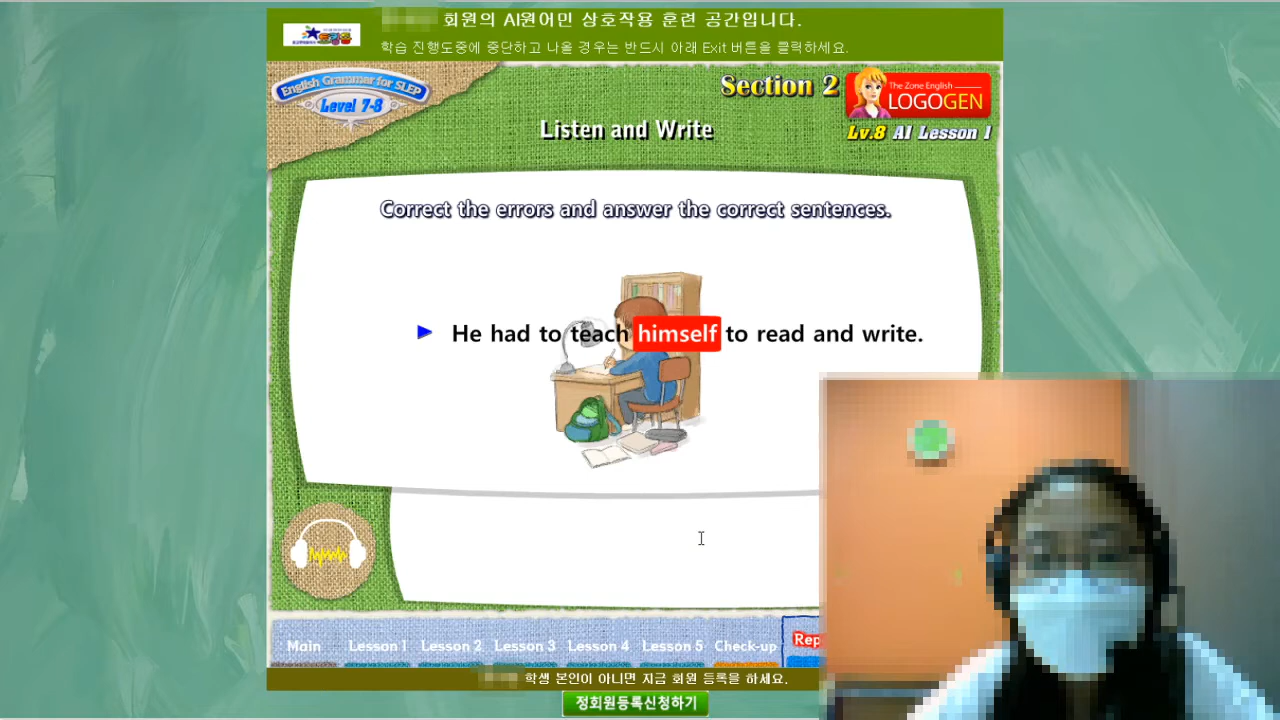 회원의 AI원어민 상호작용 훈련 공간입니다.
학습 진행도중에 중단하고 나올 경우는 반드시 아래 Exit 버튼을 클릭하세요.
English Grammar for SLEP
Level 7-8
Section 2
The Zone English
LOGOGEN
Lv.8 AI Lesson 1
Listen and Write
Correct the errors and answer the correct sentences.
He had to teach himself to read and write.
Main Lesson 1 Lesson 2 Lesson 3 Lesson 4 Lesson 5 Check-up Rep
학생 본인이 아니면 지금 회원 등록을 하세요.
정회원등록신청하기